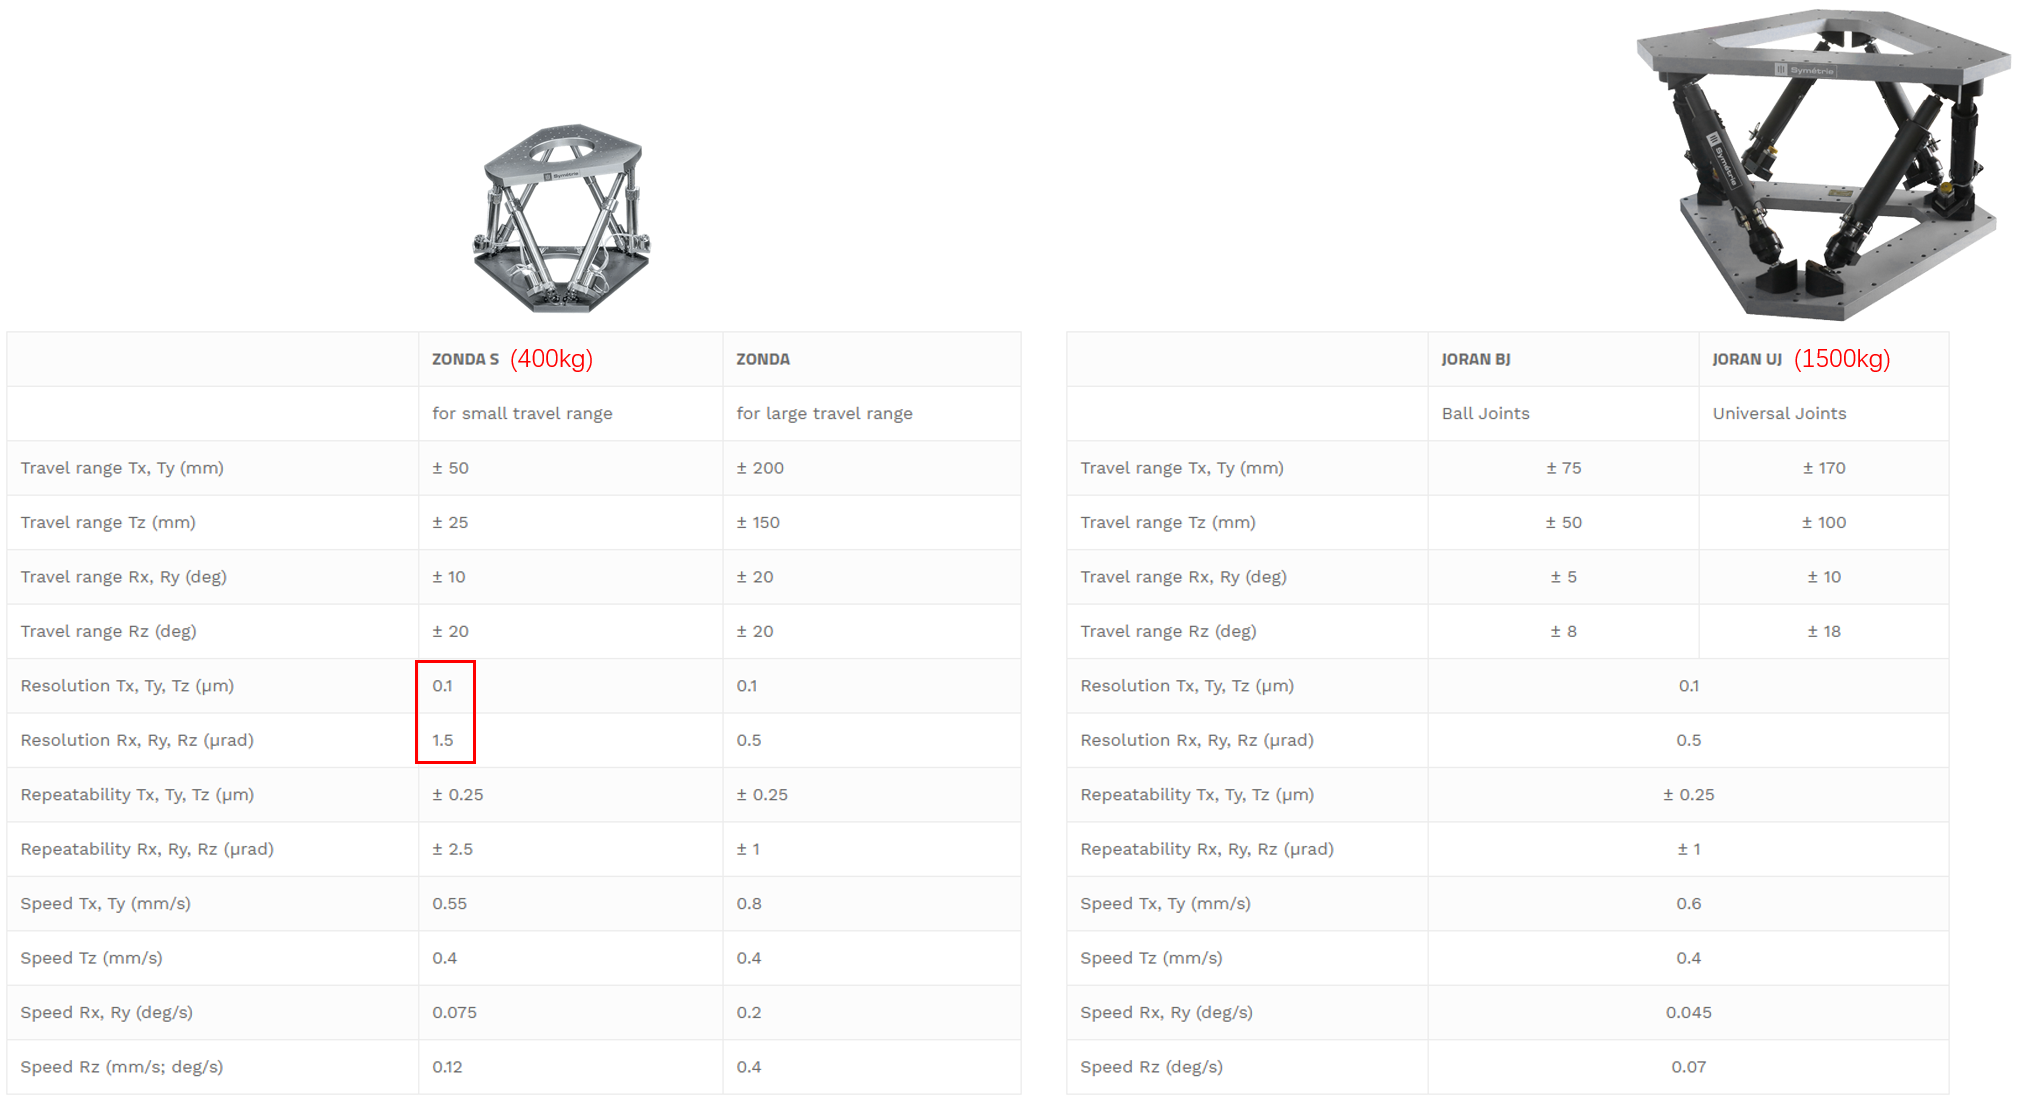 Symétrie
Symétrie
Symétrie
Symétrie
ZONDA S (400kg) ZONDA
for small travel range for large travel range
Travel range Tx, Ty (mm) ± 50 ± 200
Travel range Tz (mm) ± 25 ± 150
Travel range Rx, Ry (deg) ± 10 ± 20
Travel range Rz (deg) ± 20 ± 20
Resolution Tx, Ty, Tz (µm) 0.1 0.1
Resolution Rx, Ry, Rz (µrad) 1.5 0.5
Repeatability Tx, Ty, Tz (µm) ± 0.25 ± 0.25
Repeatability Rx, Ry, Rz (µrad) ± 2.5 ± 1
Speed Tx, Ty (mm/s) 0.55 0.8
Speed Tz (mm/s) 0.4 0.4
Speed Rx, Ry (deg/s) 0.075 0.2
Speed Rz (mm/s; deg/s) 0.12 0.4
JORAN BJ JORAN UJ (1500kg)
Ball Joints Universal Joints
Travel range Tx, Ty (mm) ± 75 ± 170
Travel range Tz (mm) ± 50 ± 100
Travel range Rx, Ry (deg) ± 5 ± 10
Travel range Rz (deg) ± 8 ± 18
Resolution Tx, Ty, Tz (µm) 0.1
Resolution Rx, Ry, Rz (µrad) 0.5
Repeatability Tx, Ty, Tz (µm) ± 0.25
Repeatability Rx, Ry, Rz (µrad) ± 1
Speed Tx, Ty (mm/s) 0.6
Speed Tz (mm/s) 0.4
Speed Rx, Ry (deg/s) 0.045
Speed Rz (deg/s) 0.07